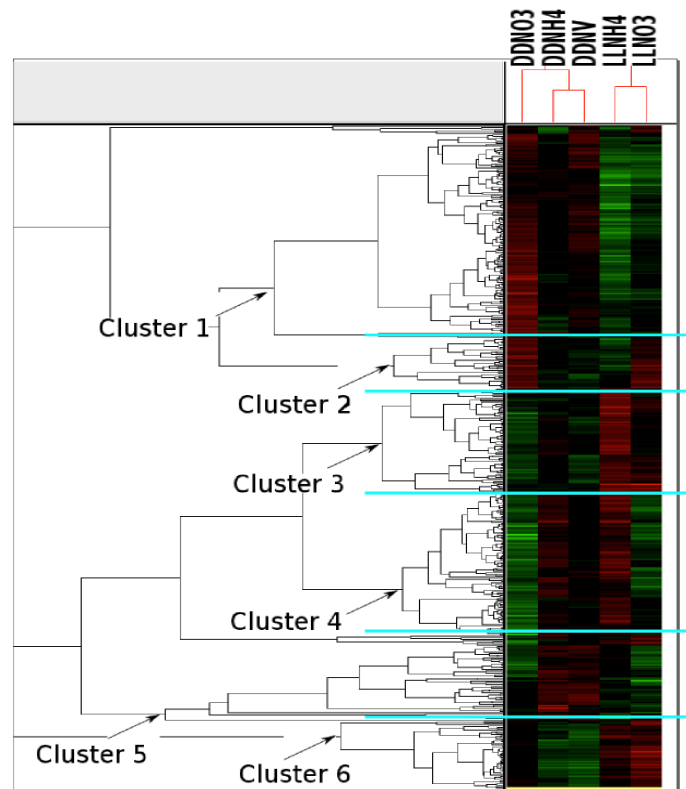 DDNO3
DDNH4
DDNV
LLNH4
LLNO3
Cluster 1
Cluster 2
Cluster 3
Cluster 4
Cluster 5
Cluster 6